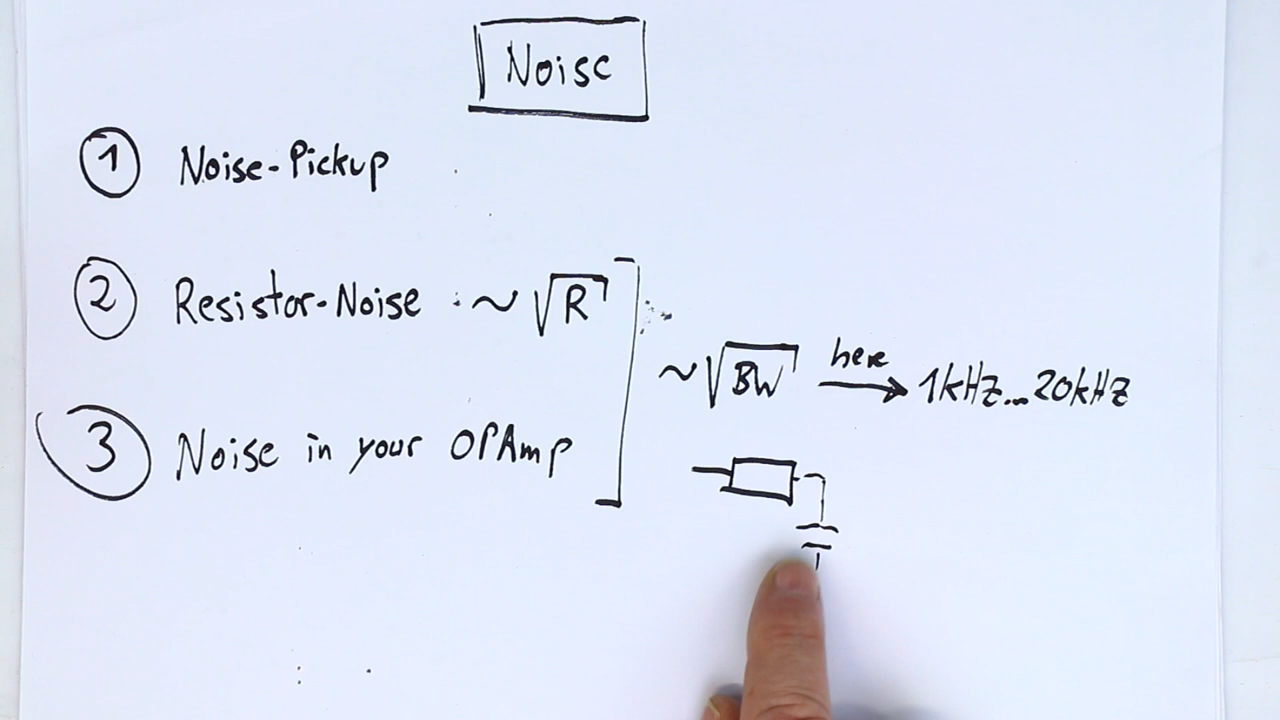 Noise
1 Noise-Pickup
2 Resistor-Noise ~ √R
~ √BW here → 1kHz...20kHz
3 Noise in your OPAmp